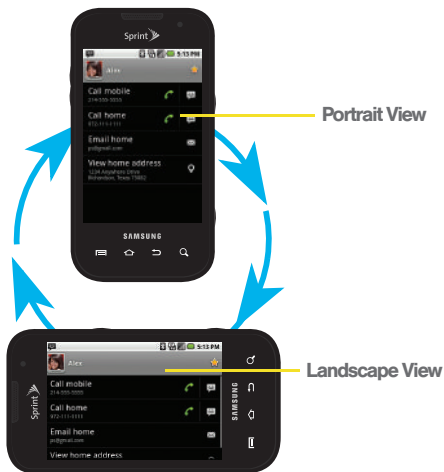 Sprint
5:13 PM
Alex
Call mobile
214-555-5555
Call home
972-111-1111
Email home
ps@gmail.com
View home address
1234 Anywhere Drive
Richardson, Texas 75082
SAMSUNG
Portrait View
Sprint
5:13 PM
Alex
Call mobile
214-555-5555
Call home
972-111-1111
Email home
ps@gmail.com
View home address
SAMSUNG
Landscape View